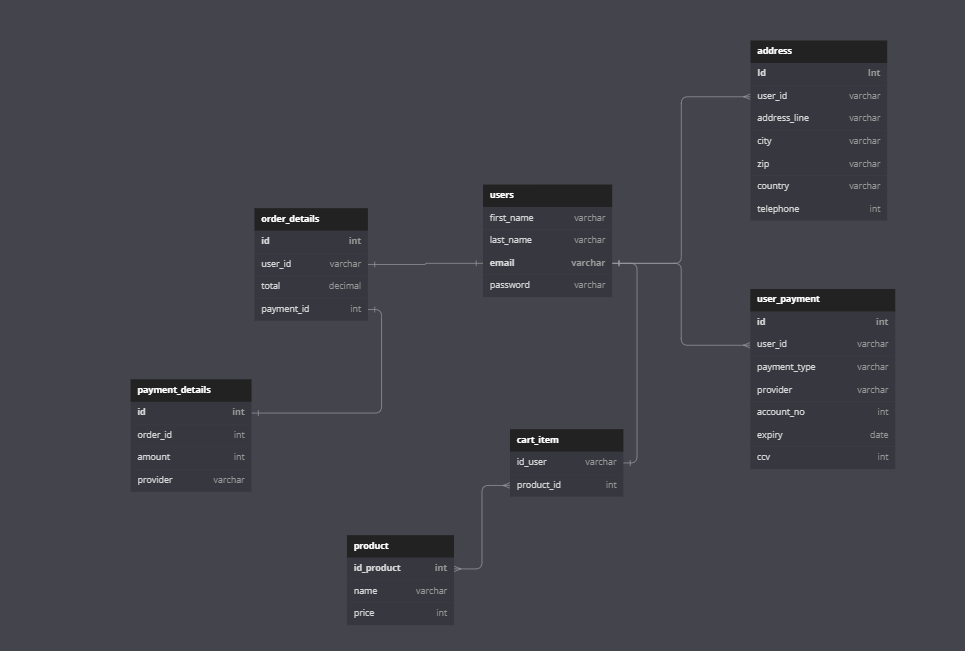 address
Id Int
user_id varchar
address_line varchar
city varchar
zip varchar
country varchar
telephone int
users
first_name varchar
last_name varchar
email varchar
password varchar
order_details
id int
user_id varchar
total decimal
payment_id int
user_payment
id int
user_id varchar
payment_type varchar
provider varchar
account_no int
expiry date
ccv int
payment_details
id int
order_id int
amount int
provider varchar
cart_item
id_user varchar
product_id int
product
id_product int
name varchar
price int